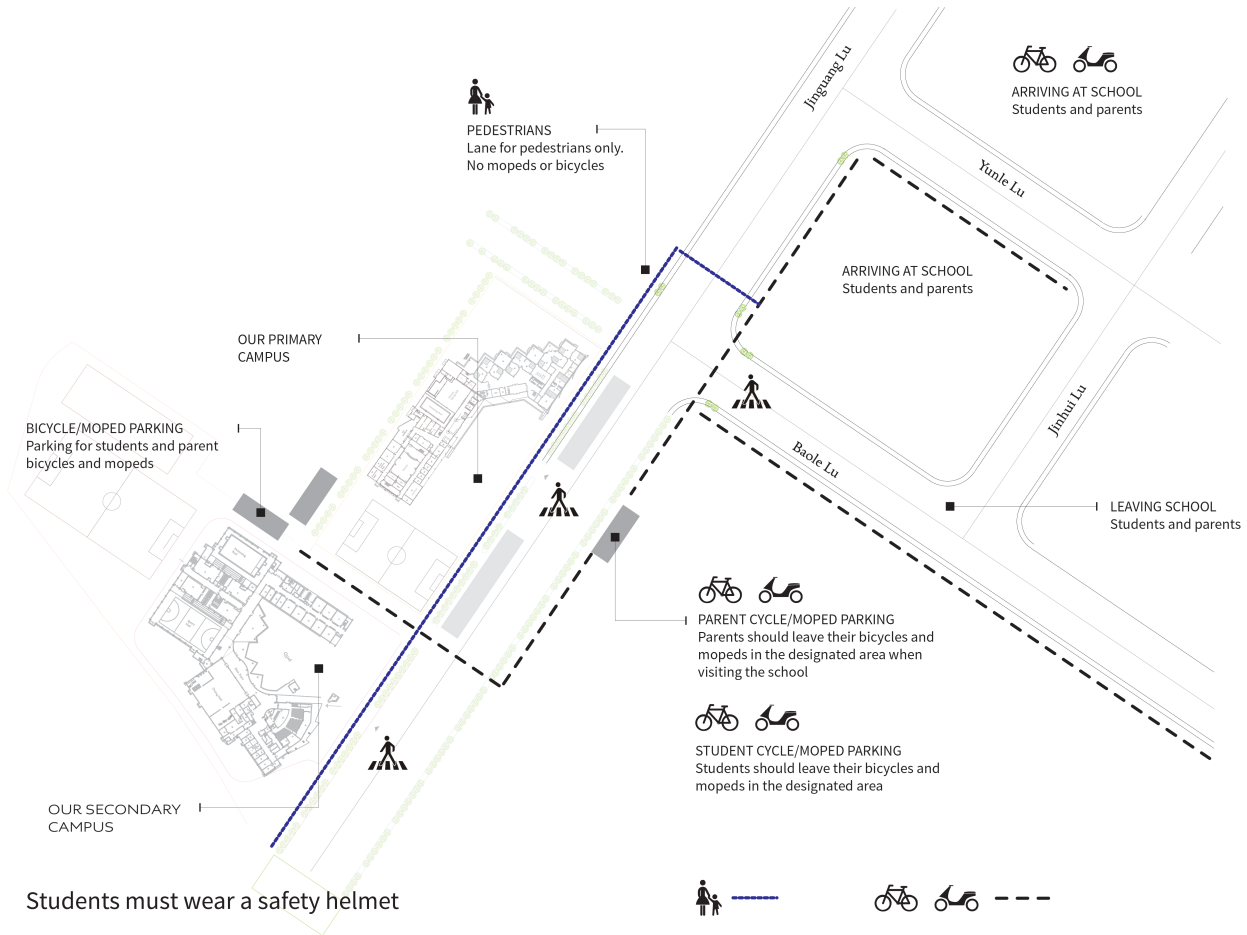 Jinguang Lu
ARRIVING AT SCHOOL
Students and parents
PEDESTRIANS
Lane for pedestrians only.
No mopeds or bicycles
Yunle Lu
ARRIVING AT SCHOOL
Students and parents
OUR PRIMARY
CAMPUS
Jinhui Lu
BICYCLE/MOPED PARKING
Parking for students and parent
bicycles and mopeds
Baole Lu
LEAVING SCHOOL
Students and parents
PARENT CYCLE/MOPED PARKING
Parents should leave their bicycles and
mopeds in the designated area when
visiting the school
STUDENT CYCLE/MOPED PARKING
Students should leave their bicycles and
mopeds in the designated area
OUR SECONDARY
CAMPUS
Students must wear a safety helmet